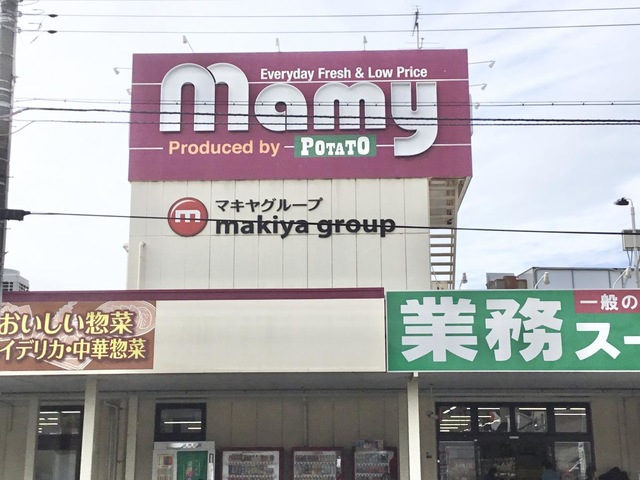 Everyday Fresh & Low Price
mamy
Produced by POTATO
マキヤグループ
m makiya group
おいしい惣菜
イデリカ・中華惣菜
一般の
業務スー